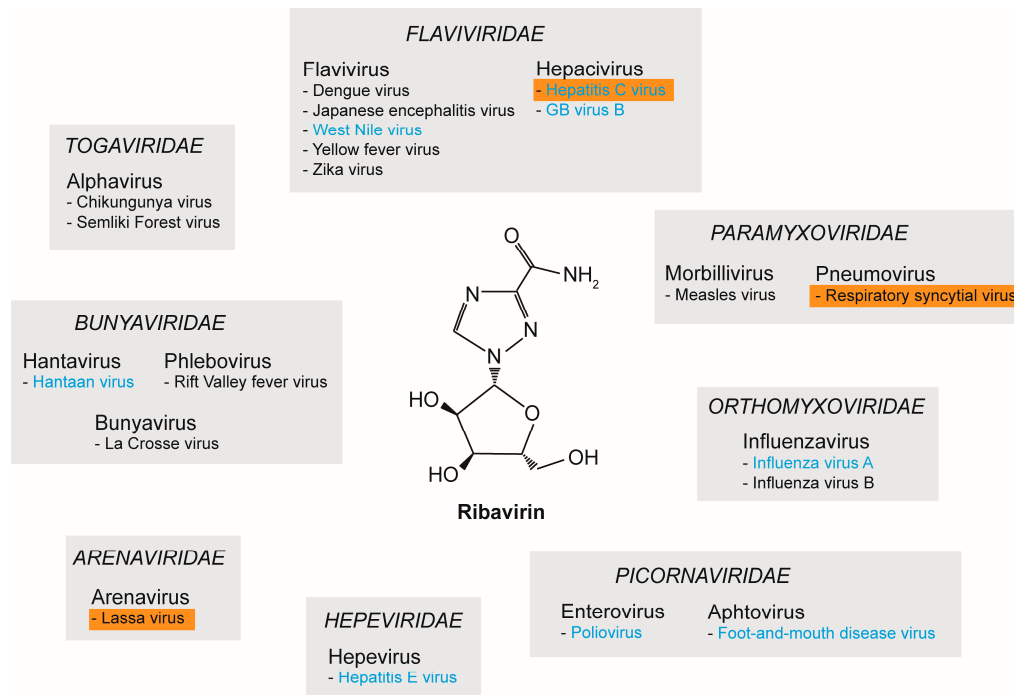 FLAVIVIRIDAE
Flavivirus
- Dengue virus
- Japanese encephalitis virus
- West Nile virus
- Yellow fever virus
- Zika virus
Hepacivirus
- Hepatitis C virus
- GB virus B
TOGAVIRIDAE
Alphavirus
- Chikungunya virus
- Semliki Forest virus
PARAMYXOVIRIDAE
Morbillivirus
- Measles virus
Pneumovirus
- Respiratory syncytial virus
BUNYAVIRIDAE
Hantavirus
- Hantaan virus
Phlebovirus
- Rift Valley fever virus
Bunyavirus
- La Crosse virus
O
NH2
N
N
N
HO
O
HO
OH
Ribavirin
ORTHOMYXOVIRIDAE
Influenzavirus
- Influenza virus A
- Influenza virus B
ARENAVIRIDAE
Arenavirus
- Lassa virus
HEPEVIRIDAE
Hepevirus
- Hepatitis E virus
PICORNAVIRIDAE
Enterovirus
- Poliovirus
Aphtovirus
- Foot-and-mouth disease virus